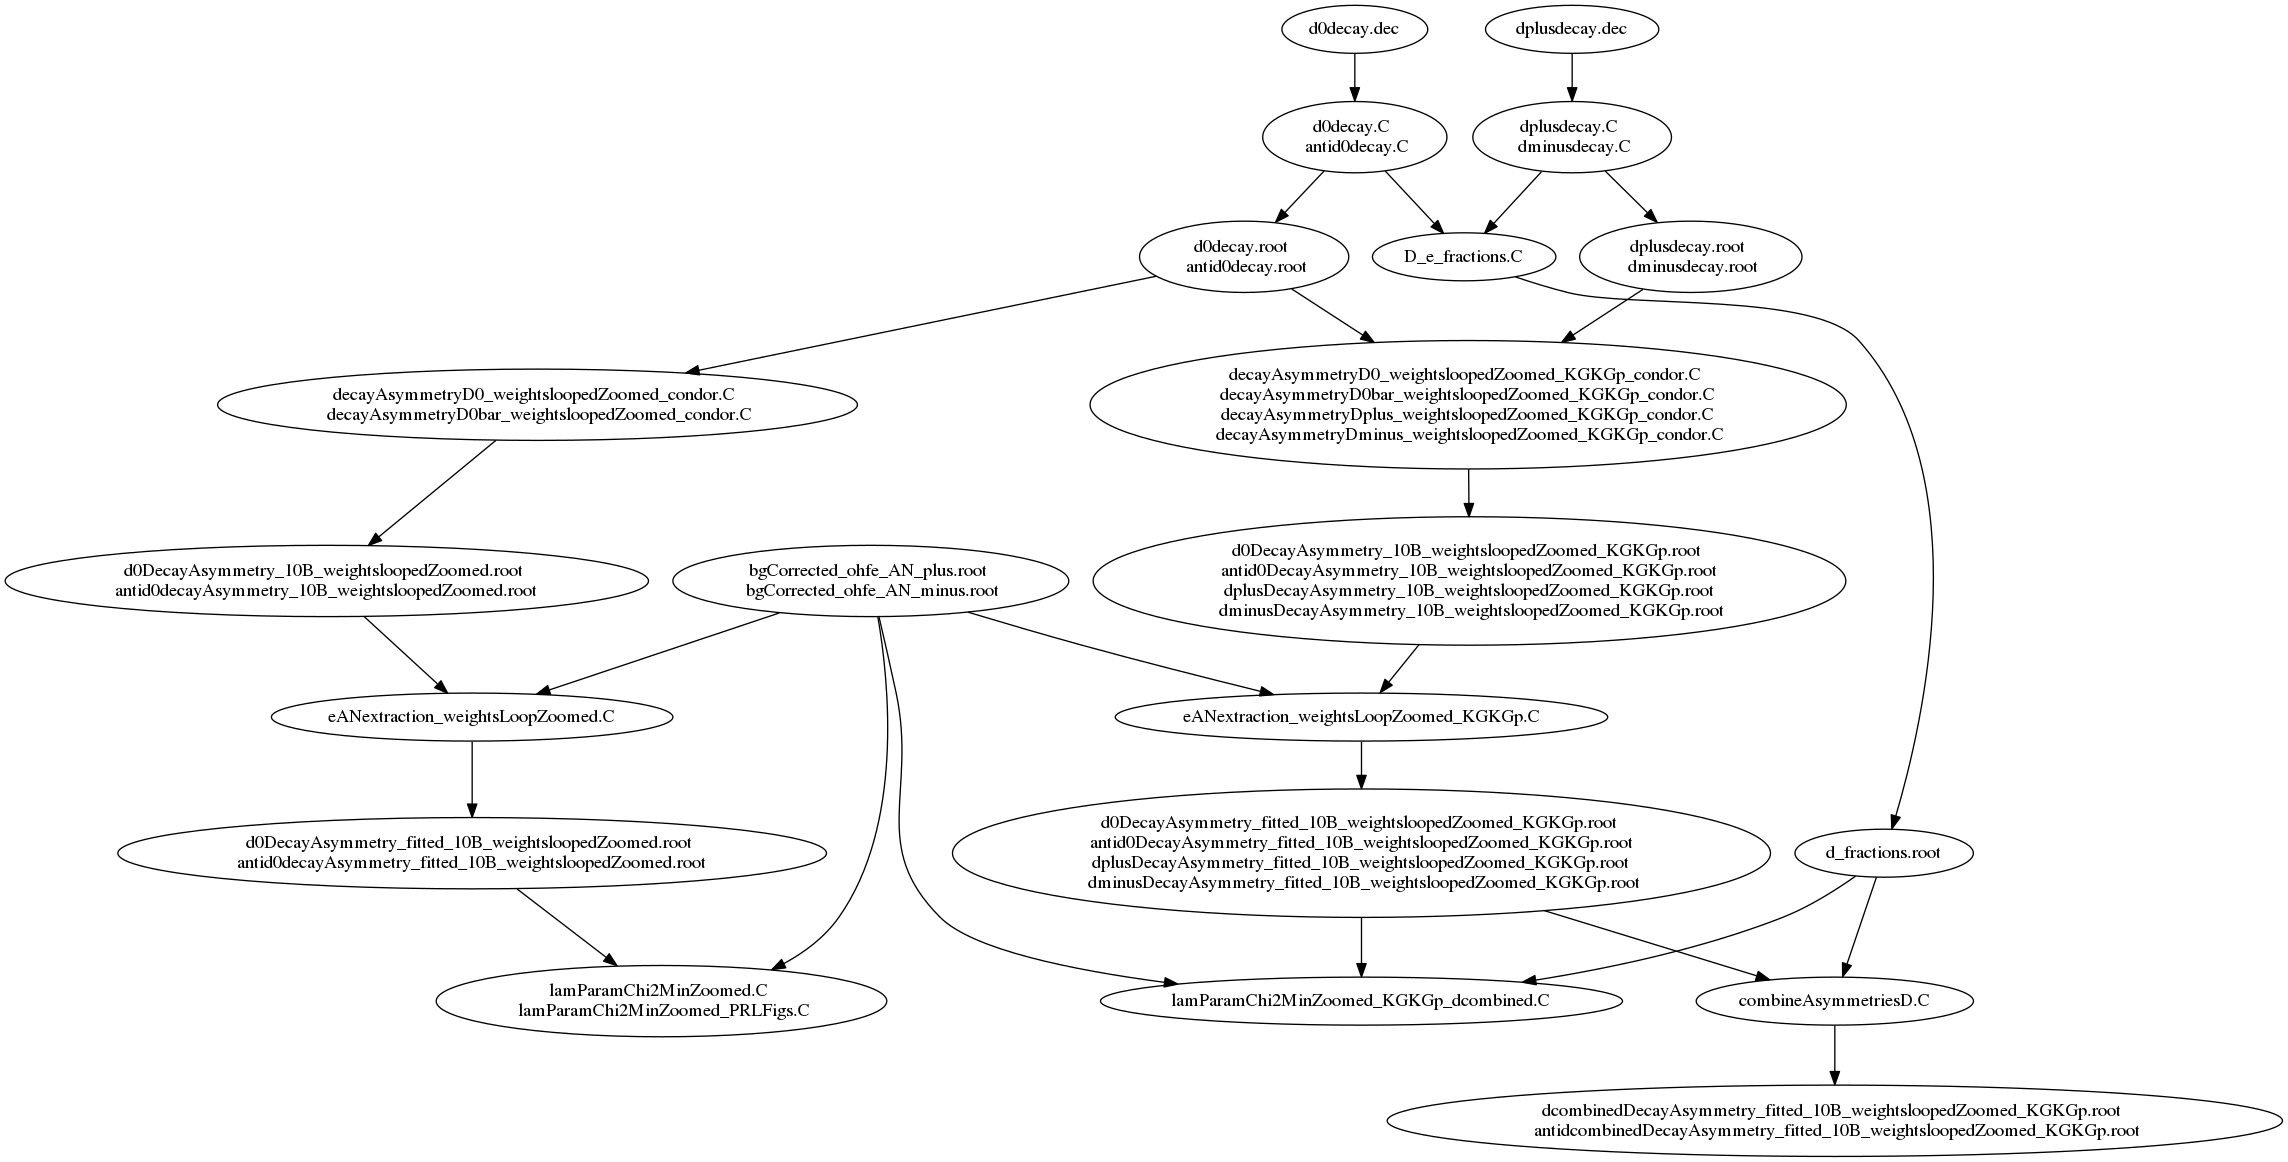 d0decay.dec
dplusdecay.dec
d0decay.C
antid0decay.C
dplusdecay.C
dminusdecay.C
d0decay.root
antid0decay.root
D_e_fractions.C
dplusdecay.root
dminusdecay.root
decayAsymmetryD0_weightsloopedZoomed_condor.C
decayAsymmetryD0bar_weightsloopedZoomed_condor.C
decayAsymmetryD0_weightsloopedZoomed_KGKGp_condor.C
decayAsymmetryD0bar_weightsloopedZoomed_KGKGp_condor.C
decayAsymmetryDplus_weightsloopedZoomed_KGKGp_condor.C
decayAsymmetryDminus_weightsloopedZoomed_KGKGp_condor.C
d0DecayAsymmetry_10B_weightsloopedZoomed.root
antid0decayAsymmetry_10B_weightsloopedZoomed.root
bgCorrected_ohfe_AN_plus.root
bgCorrected_ohfe_AN_minus.root
d0DecayAsymmetry_10B_weightsloopedZoomed_KGKGp.root
antid0DecayAsymmetry_10B_weightsloopedZoomed_KGKGp.root
dplusDecayAsymmetry_10B_weightsloopedZoomed_KGKGp.root
dminusDecayAsymmetry_10B_weightsloopedZoomed_KGKGp.root
eANextraction_weightsLoopZoomed.C
eANextraction_weightsLoopZoomed_KGKGp.C
d0DecayAsymmetry_fitted_10B_weightsloopedZoomed.root
antid0decayAsymmetry_fitted_10B_weightsloopedZoomed.root
d0DecayAsymmetry_fitted_10B_weightsloopedZoomed_KGKGp.root
antid0DecayAsymmetry_fitted_10B_weightsloopedZoomed_KGKGp.root
dplusDecayAsymmetry_fitted_10B_weightsloopedZoomed_KGKGp.root
dminusDecayAsymmetry_fitted_10B_weightsloopedZoomed_KGKGp.root
d_fractions.root
lamParamChi2MinZoomed.C
lamParamChi2MinZoomed_PRLFigs.C
lamParamChi2MinZoomed_KGKGp_dcombined.C
combineAsymmetriesD.C
dcombinedDecayAsymmetry_fitted_10B_weightsloopedZoomed_KGKGp.root
antidcombinedDecayAsymmetry_fitted_10B_weightsloopedZoomed_KGKGp.root